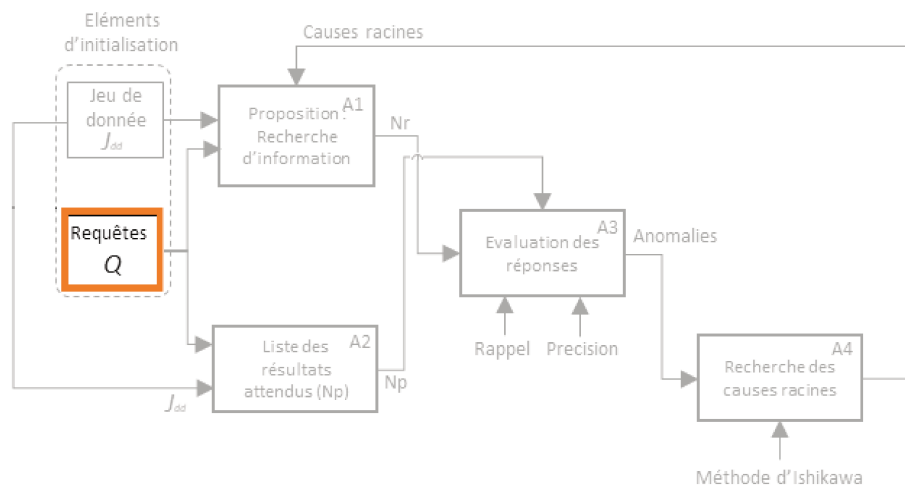 Eléments
d'initialisation
Causes racines
Jeu de
donnée
Jdd
A1
Proposition :
Recherche
d'information
Nr
Requêtes
Q
A3
Evaluation des
réponses
Anomalies
Rappel
Precision
A2
Liste des
résultats
attendus (Np)
Np
Jdd
A4
Recherche des
causes racines
Méthode d'Ishikawa